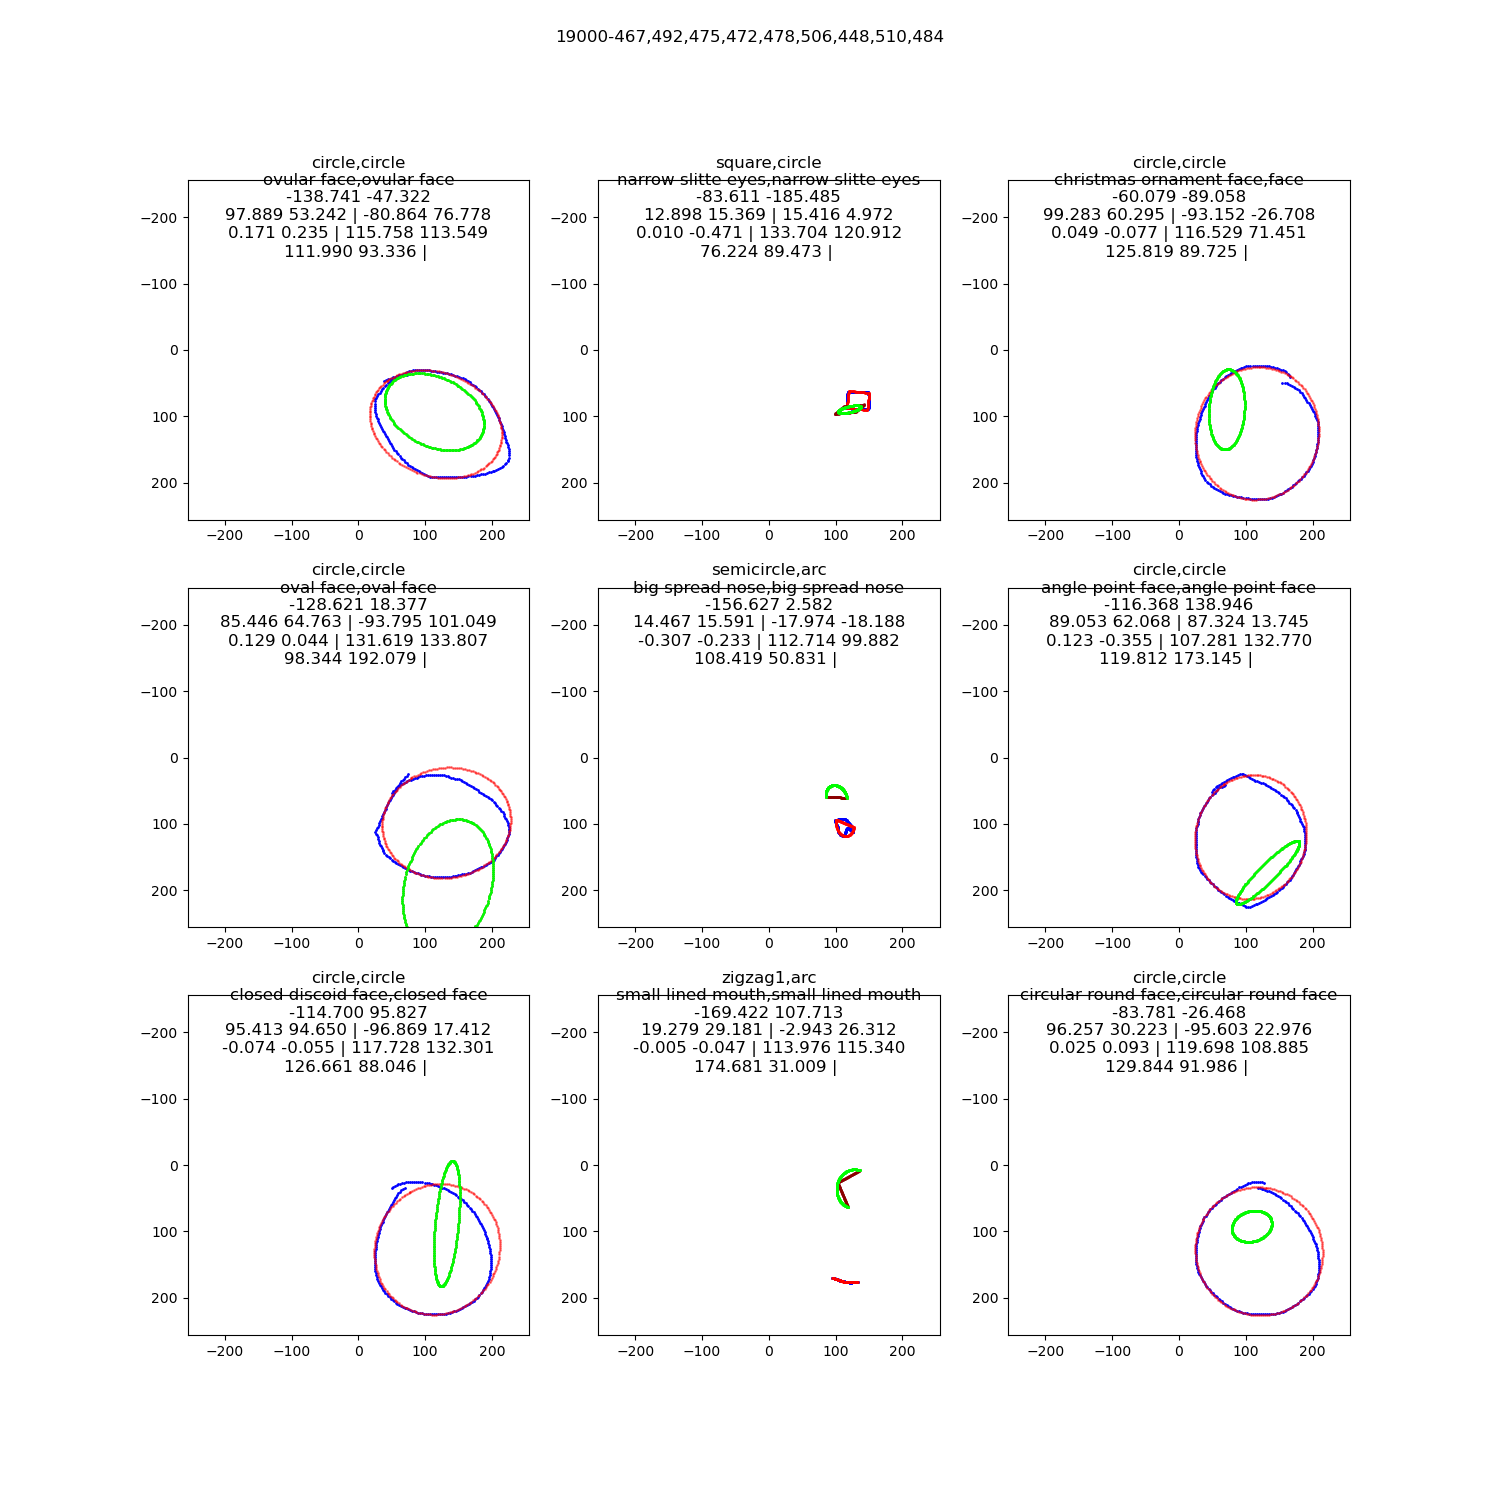 19000-467,492,475,472,478,506,448,510,484
circle,circle
ovular face,ovular face
-138.741 -47.322
97.889 53.242 | -80.864 76.778
0.171 0.235 | 115.758 113.549
111.990 93.336 |
−200
−100
0
100
200
−200 −100 0 100 200
square,circle
narrow slitte eyes,narrow slitte eyes
-83.611 -185.485
12.898 15.369 | 15.416 4.972
0.010 -0.471 | 133.704 120.912
76.224 89.473 |
−200
−100
0
100
200
−200 −100 0 100 200
circle,circle
christmas ornament face,face
-60.079 -89.058
99.283 60.295 | -93.152 -26.708
0.049 -0.077 | 116.529 71.451
125.819 89.725 |
−200
−100
0
100
200
−200 −100 0 100 200
circle,circle
oval face,oval face
-128.621 18.377
85.446 64.763 | -93.795 101.049
0.129 0.044 | 131.619 133.807
98.344 192.079 |
−200
−100
0
100
200
−200 −100 0 100 200
semicircle,arc
big spread nose,big spread nose
-156.627 2.582
14.467 15.591 | -17.974 -18.188
-0.307 -0.233 | 112.714 99.882
108.419 50.831 |
−200
−100
0
100
200
−200 −100 0 100 200
circle,circle
angle point face,angle point face
-116.368 138.946
89.053 62.068 | 87.324 13.745
0.123 -0.355 | 107.281 132.770
119.812 173.145 |
−200
−100
0
100
200
−200 −100 0 100 200
circle,circle
closed discoid face,closed face
-114.700 95.827
95.413 94.650 | -96.869 17.412
-0.074 -0.055 | 117.728 132.301
126.661 88.046 |
−200
−100
0
100
200
−200 −100 0 100 200
zigzag1,arc
small lined mouth,small lined mouth
-169.422 107.713
19.279 29.181 | -2.943 26.312
-0.005 -0.047 | 113.976 115.340
174.681 31.009 |
−200
−100
0
100
200
−200 −100 0 100 200
circle,circle
circular round face,circular round face
-83.781 -26.468
96.257 30.223 | -95.603 22.976
0.025 0.093 | 119.698 108.885
129.844 91.986 |
−200
−100
0
100
200
−200 −100 0 100 200